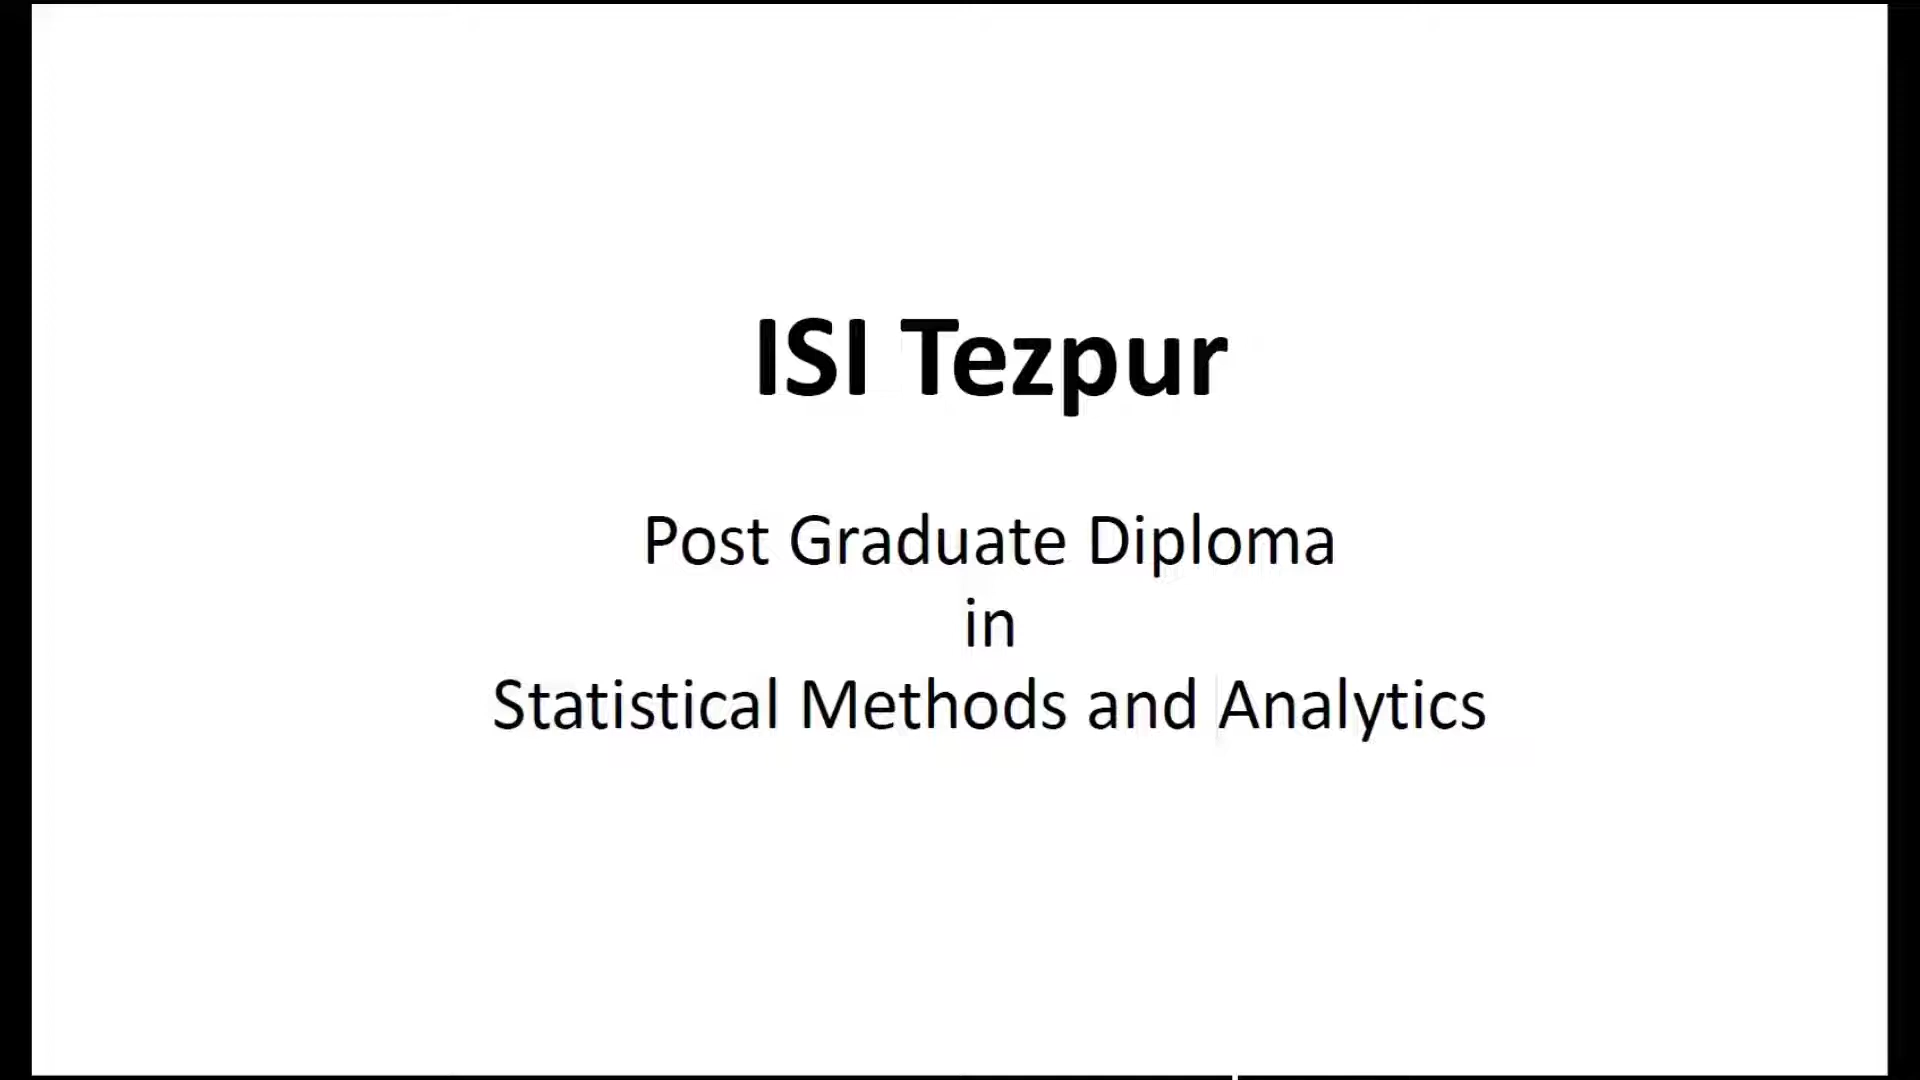 ISI Tezpur
Post Graduate Diploma
in
Statistical Methods and Analytics